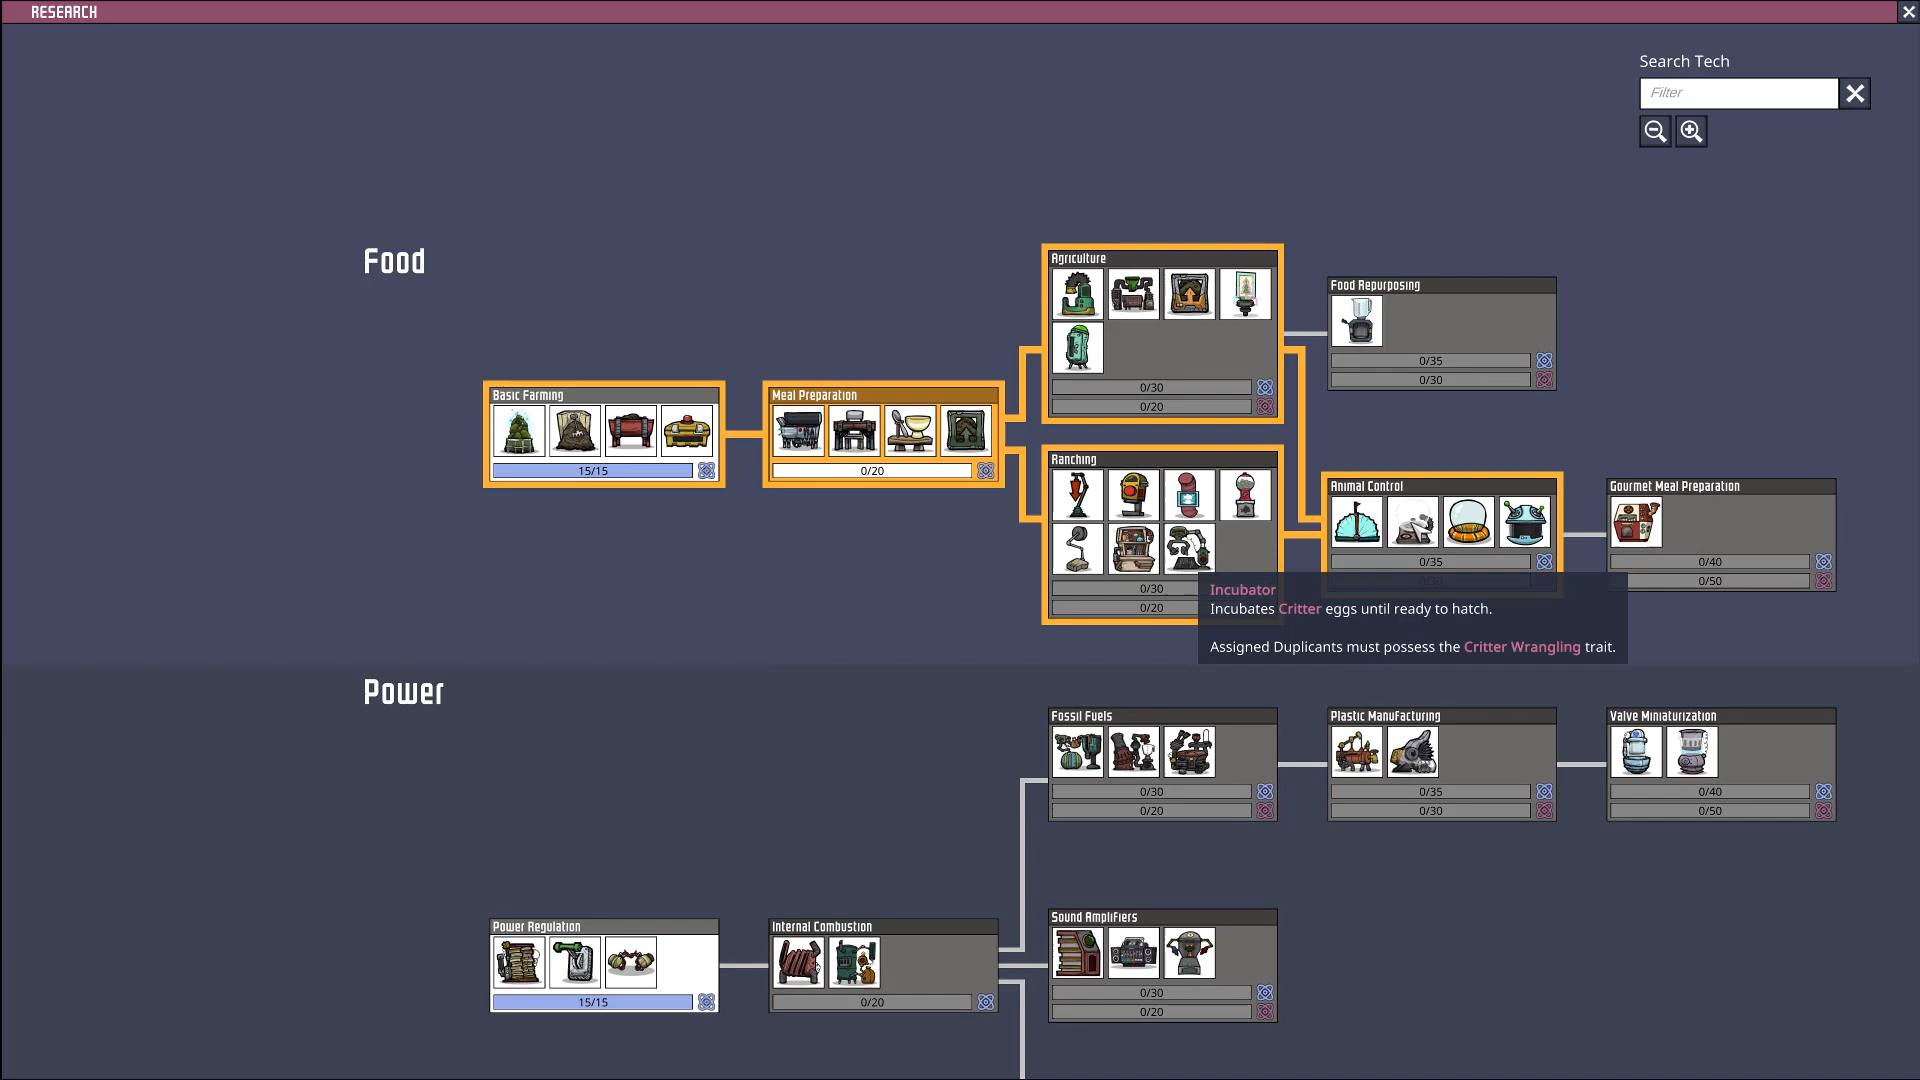 RESEARCH
Search Tech
Filter
Food
Agriculture
0/30
0/20
Food Repurposing
0/35
0/30
Basic Farming
15/15
Meal Preparation
0/20
Ranching
0/30
0/20
Animal Control
0/35
Gourmet Meal Preparation
0/40
0/50
Incubator
Incubates Critter eggs until ready to hatch.
Assigned Duplicants must possess the Critter Wrangling trait.
Power
Fossil Fuels
0/30
0/20
Plastic Manufacturing
0/35
0/30
Valve Miniaturization
0/40
0/50
Power Regulation
15/15
Internal Combustion
0/20
Sound Amplifiers
0/30
0/20